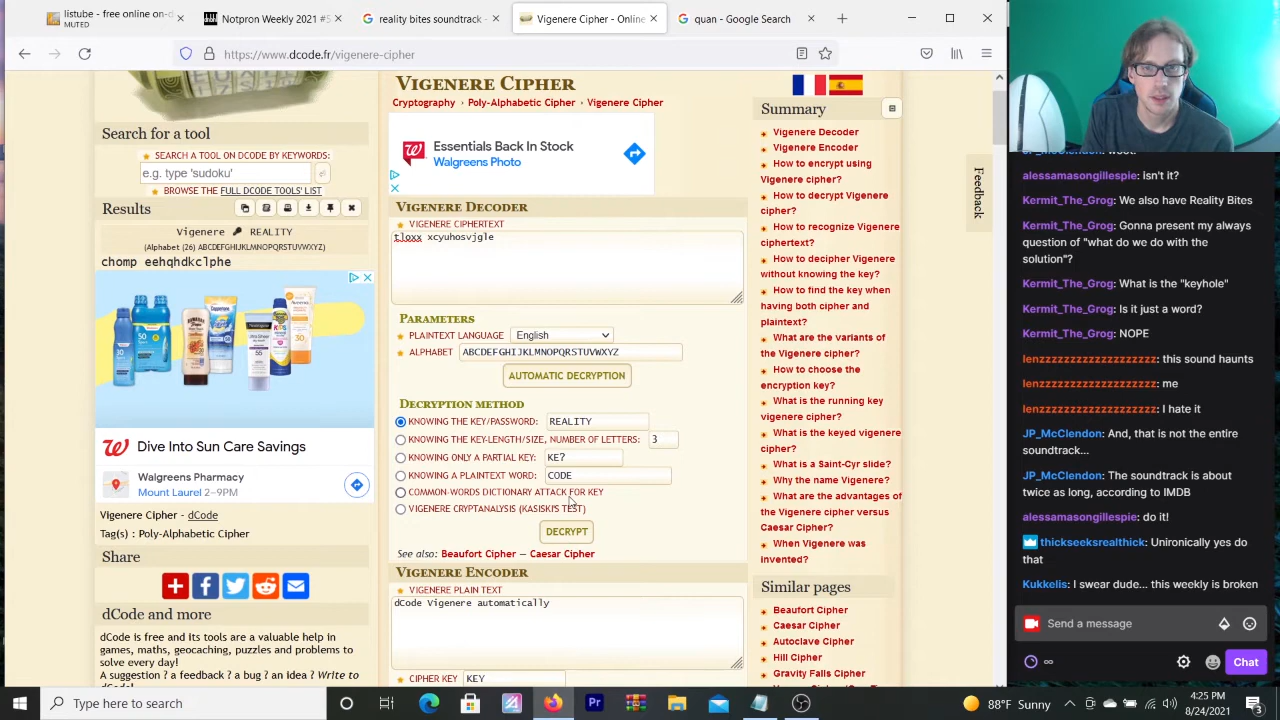 listube - free online on-d
MUTED
Notpron Weekly 2021 #5
reality bites soundtrack -
Vigenere Cipher - Online
quan - Google Search
https://www.dcode.fr/vigenere-cipher
Search for a tool
SEARCH A TOOL ON DCODE BY KEYWORDS:
e.g. type 'sudoku'
BROWSE THE FULL DCODE TOOLS' LIST
Results
Vigenere REALITY
(Alphabet (26) ABCDEFGHIJKLMNOPQRSTUVWXYZ)
chomp eehqhdkclphe
Dive Into Sun Care Savings
Walgreens Pharmacy
Mount Laurel 2–9PM
Vigenere Cipher - dCode
Tag(s) : Poly-Alphabetic Cipher
Share
dCode and more
dCode is free and its tools are a valuable help in
games, maths, geocaching, puzzles and problems to
solve every day!
A suggestion ? a feedback ? a bug ? an idea ? Write to
VIGENERE CIPHER
Cryptography › Poly-Alphabetic Cipher › Vigenere Cipher
Essentials Back In Stock
Walgreens Photo
VIGENERE DECODER
VIGENERE CIPHERTEXT
tloxx xcyuhosvjgle
PARAMETERS
PLAINTEXT LANGUAGE English
ALPHABET ABCDEFGHIJKLMNOPQRSTUVWXYZ
AUTOMATIC DECRYPTION
DECRYPTION METHOD
KNOWING THE KEY/PASSWORD: REALITY
KNOWING THE KEY-LENGTH/SIZE, NUMBER OF LETTERS: 3
KNOWING ONLY A PARTIAL KEY: KE?
KNOWING A PLAINTEXT WORD: CODE
COMMON-WORDS DICTIONARY ATTACK FOR KEY
VIGENERE CRYPTANALYSIS (KASISKI'S TEST)
DECRYPT
See also: Beaufort Cipher – Caesar Cipher
VIGENERE ENCODER
VIGENERE PLAIN TEXT
dCode Vigenere automatically
CIPHER KEY KEY
Summary
Vigenere Decoder
Vigenere Encoder
How to encrypt using
Vigenere cipher?
How to decrypt Vigenere
cipher?
How to recognize Vigenere
ciphertext?
How to decipher Vigenere
without knowing the key?
How to find the key when
having both cipher and
plaintext?
What are the variants of
the Vigenere cipher?
How to choose the
encryption key?
What is the running key
vigenere cipher?
What is the keyed vigenere
cipher?
What is a Saint-Cyr slide?
Why the name Vigenere?
What are the advantages of
the Vigenere cipher versus
Caesar Cipher?
When Vigenere was
invented?
Similar pages
Beaufort Cipher
Caesar Cipher
Autoclave Cipher
Hill Cipher
Gravity Falls Cipher
Feedback
alessamasongillespie: isn't it?
Kermit_The_Grog: We also have Reality Bites
Kermit_The_Grog: Gonna present my always
question of "what do we do with the
solution"?
Kermit_The_Grog: What is the "keyhole"
Kermit_The_Grog: Is it just a word?
Kermit_The_Grog: NOPE
lenzzzzzzzzzzzzzzzzzzzz: this sound haunts
lenzzzzzzzzzzzzzzzzzzzz: me
lenzzzzzzzzzzzzzzzzzzzz: I hate it
JP_McClendon: And, that is not the entire
soundtrack...
JP_McClendon: The soundtrack is about
twice as long, according to IMDB
alessamasongillespie: do it!
thickseeksrealthick: Unironically yes do
that
Kukkelis: I swear dude... this weekly is broken
Send a message
Chat
Type here to search
88°F Sunny
4:25 PM
8/24/2021
3